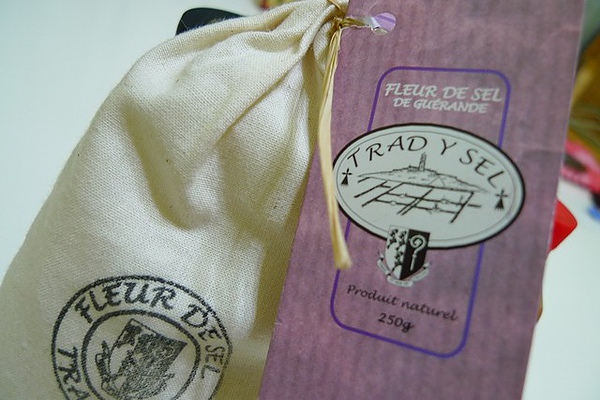 FLEUR DE SEL
DE GUÉRANDE
TRAD Y SEL
Produit naturel
250g
FLEUR DE SEL